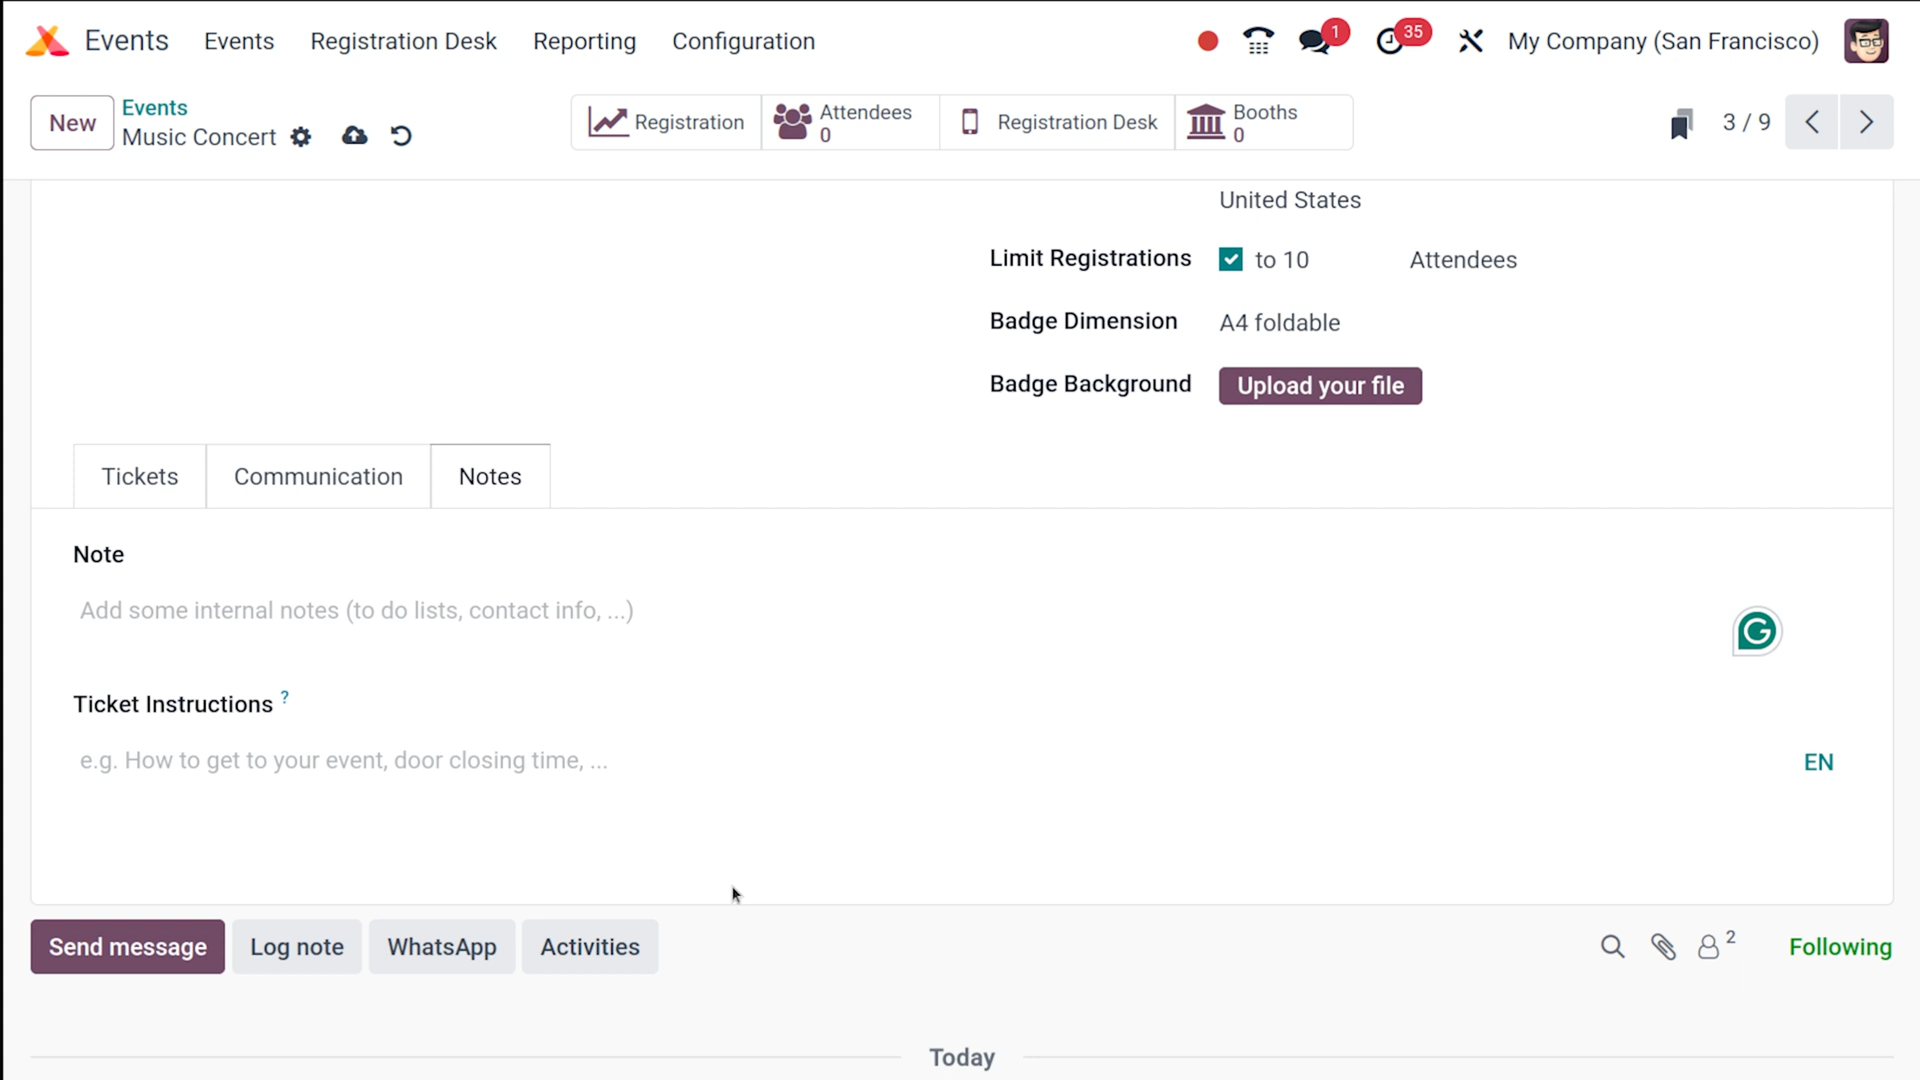 Events Events Registration Desk Reporting Configuration 1 35 My Company (San Francisco)
New Events Music Concert Registration Attendees 0 Registration Desk Booths 0 3 / 9
United States
Limit Registrations to 10 Attendees
Badge Dimension A4 foldable
Badge Background Upload your file
Tickets Communication Notes
Note
Add some internal notes (to do lists, contact info, ...)
Ticket Instructions ?
e.g. How to get to your event, door closing time, ... EN
Send message Log note WhatsApp Activities 2 Following
Today